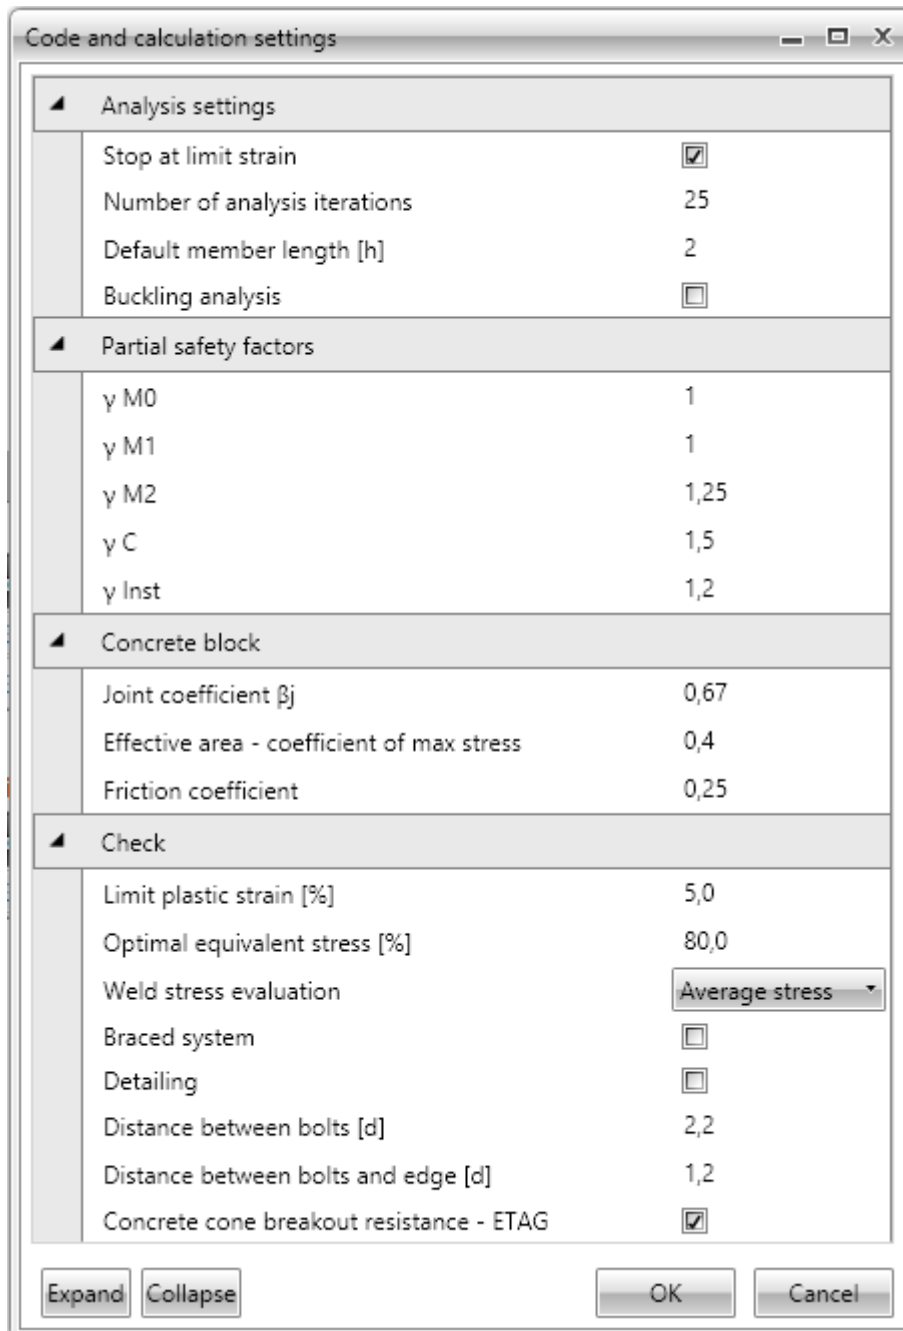 Code and calculation settings
Analysis settings
Stop at limit strain
Number of analysis iterations 25
Default member length [h] 2
Buckling analysis
Partial safety factors
γ M0 1
γ M1 1
γ M2 1,25
γ C 1,5
γ Inst 1,2
Concrete block
Joint coefficient βj 0,67
Effective area - coefficient of max stress 0,4
Friction coefficient 0,25
Check
Limit plastic strain [%] 5,0
Optimal equivalent stress [%] 80,0
Weld stress evaluation Average stress
Braced system
Detailing
Distance between bolts [d] 2,2
Distance between bolts and edge [d] 1,2
Concrete cone breakout resistance - ETAG
Expand Collapse OK Cancel